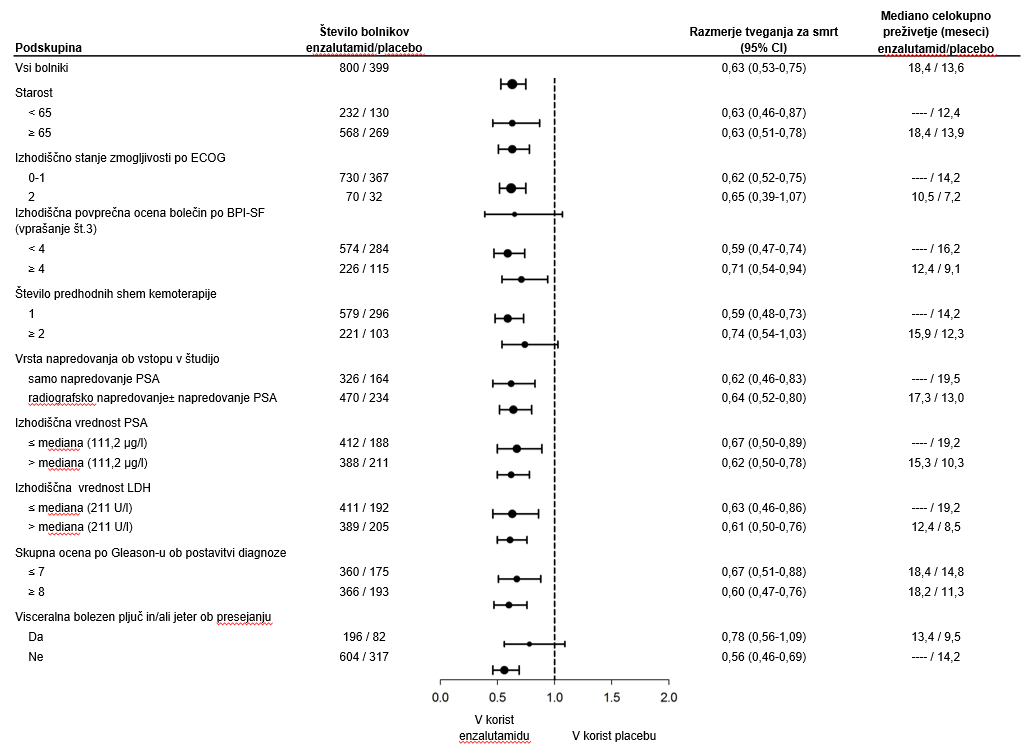 Podskupina
Število bolnikov
enzalutamid/placebo
Razmerje tveganja za smrt
(95% CI)
Mediano celokupno
preživetje (meseci)
enzalutamid/placebo
Vsi bolniki 800 / 399 0,63 (0,53-0,75) 18,4 / 13,6
Starost
< 65 232 / 130 0,63 (0,46-0,87) ---- / 12,4
≥ 65 568 / 269 0,63 (0,51-0,78) 18,4 / 13,9
Izhodiščno stanje zmogljivosti po ECOG
0-1 730 / 367 0,62 (0,52-0,75) ---- / 14,2
2 70 / 32 0,65 (0,39-1,07) 10,5 / 7,2
Izhodiščna povprečna ocena bolečin po BPI-SF
(vprašanje št.3)
< 4 574 / 284 0,59 (0,47-0,74) ---- / 16,2
≥ 4 226 / 115 0,71 (0,54-0,94) 12,4 / 9,1
Število predhodnih shem kemoterapije
1 579 / 296 0,59 (0,48-0,73) ---- / 14,2
≥ 2 221 / 103 0,74 (0,54-1,03) 15,9 / 12,3
Vrsta napredovanja ob vstopu v študijo
samo napredovanje PSA 326 / 164 0,62 (0,46-0,83) ---- / 19,5
radiografsko napredovanje± napredovanje PSA 470 / 234 0,64 (0,52-0,80) 17,3 / 13,0
Izhodiščna vrednost PSA
≤ mediana (111,2 µg/l) 412 / 188 0,67 (0,50-0,89) ---- / 19,2
> mediana (111,2 µg/l) 388 / 211 0,62 (0,50-0,78) 15,3 / 10,3
Izhodiščna vrednost LDH
≤ mediana (211 U/l) 411 / 192 0,63 (0,46-0,86) ---- / 19,2
> mediana (211 U/l) 389 / 205 0,61 (0,50-0,76) 12,4 / 8,5
Skupna ocena po Gleason-u ob postavitvi diagnoze
≤ 7 360 / 175 0,67 (0,51-0,88) 18,4 / 14,8
≥ 8 366 / 193 0,60 (0,47-0,76) 18,2 / 11,3
Visceralna bolezen pljuč in/ali jeter ob presejanju
Da 196 / 82 0,78 (0,56-1,09) 13,4 / 9,5
Ne 604 / 317 0,56 (0,46-0,69) ---- / 14,2
0.0 0.5 1.0 1.5 2.0
V korist
enzalutamidu
V korist placebu